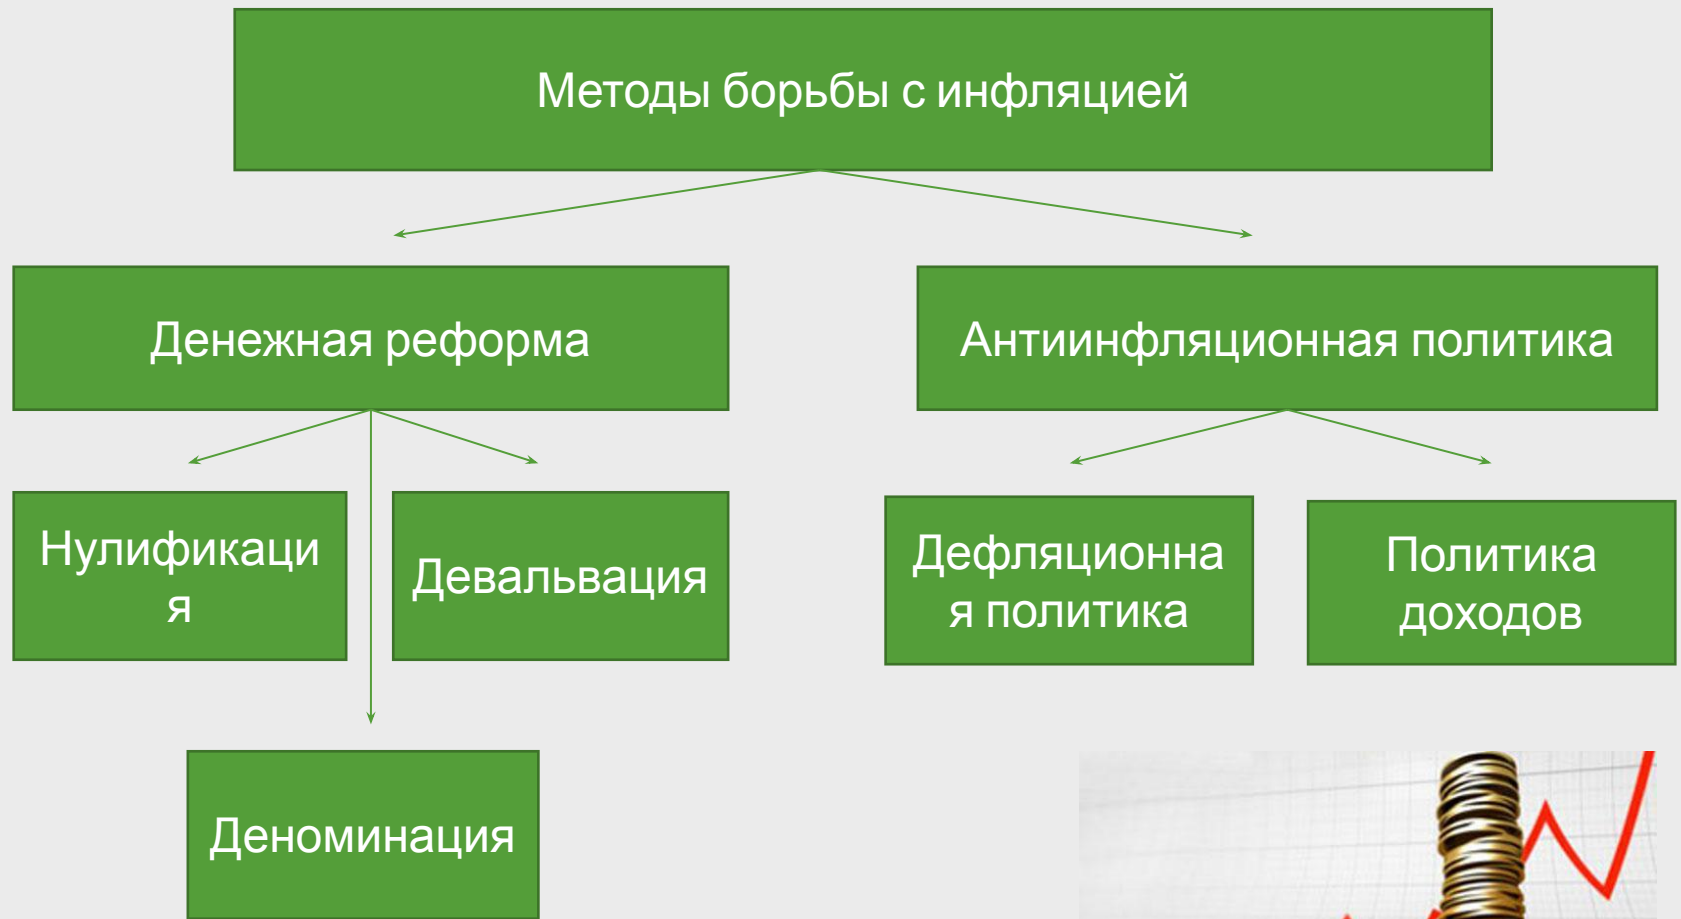 Методы борьбы с инфляцией
Денежная реформа
Антиинфляционная политика
Нулификаци
я
Девальвация
Дефляционна
я политика
Политика
доходов
Деноминация